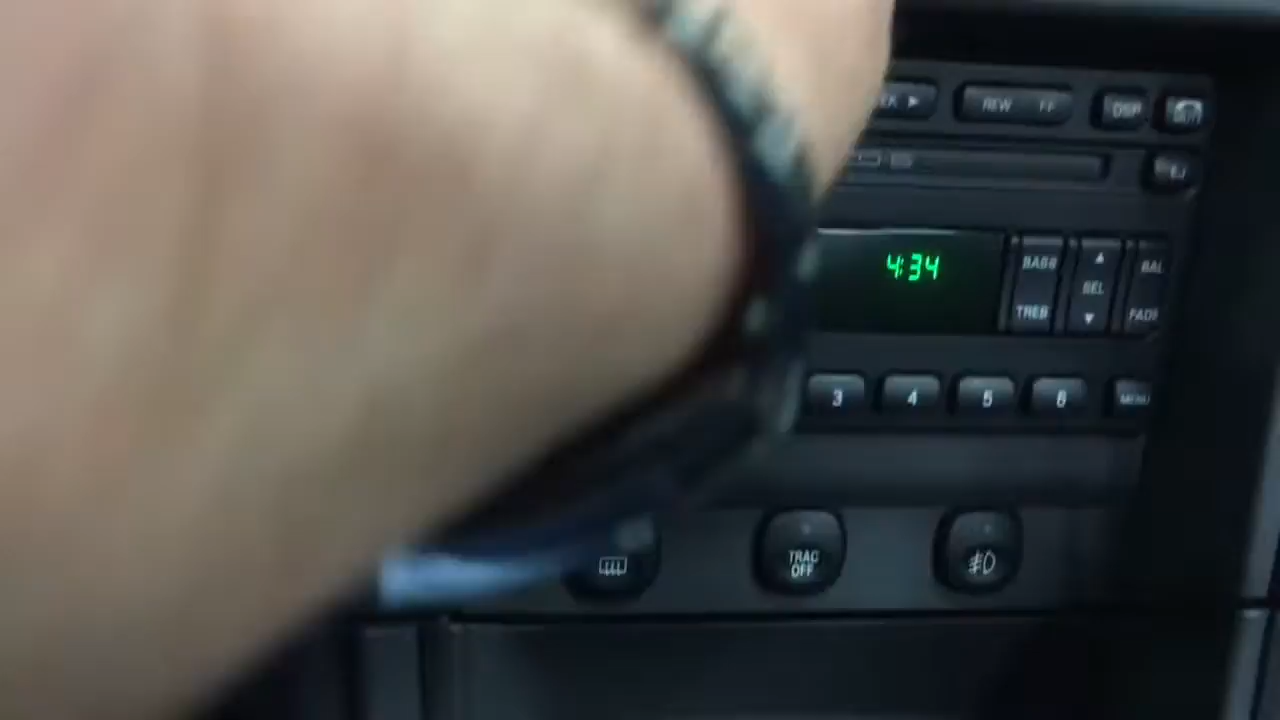 REW FF DSP
4:34
BASS BAL
SEL
TREB FADE
3 4 5 6 MENU
TRAC
OFF